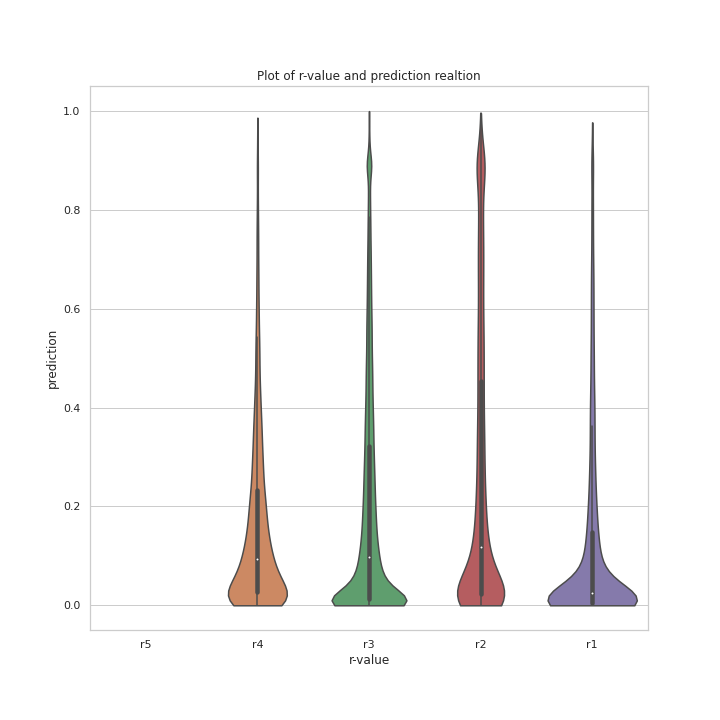 Plot of r-value and prediction realtion
1.0
0.8
0.6
0.4
0.2
0.0
prediction
r5 r4 r3 r2 r1
r-value